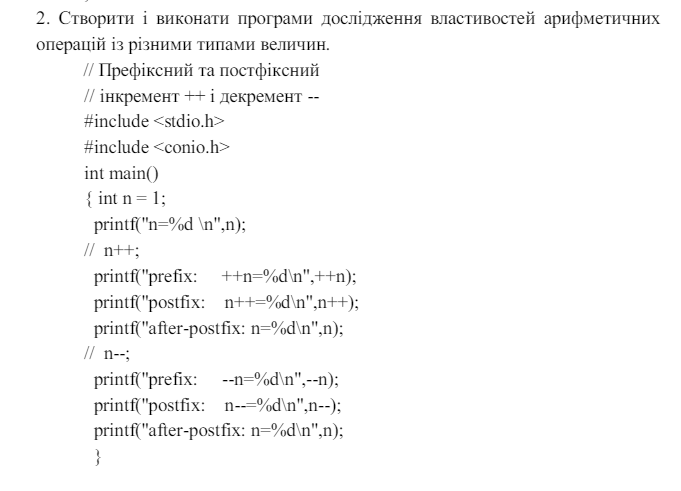 2. Створити і виконати програми дослідження властивостей арифметичних
операцій із різними типами величин.
// Префіксний та постфіксний
// інкремент ++ і декремент --
#include <stdio.h>
#include <conio.h>
int main()
{ int n = 1;
printf("n=%d \n",n);
// n++;
printf("prefix: ++n=%d\n",++n);
printf("postfix: n++=%d\n",n++);
printf("after-postfix: n=%d\n",n);
// n--;
printf("prefix: --n=%d\n",--n);
printf("postfix: n--=%d\n",n--);
printf("after-postfix: n=%d\n",n);
}